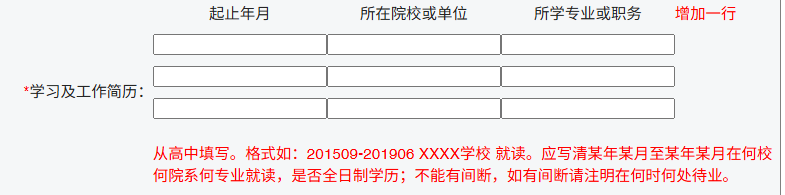 起止年月 所在院校或单位 所学专业或职务 增加一行
*学习及工作简历：
从高中填写。格式如：201509-201906 XXXX学校 就读。应写清某年某月至某年某月在何校
何院系何专业就读，是否全日制学历；不能有间断，如有间断请注明在何时何处待业。